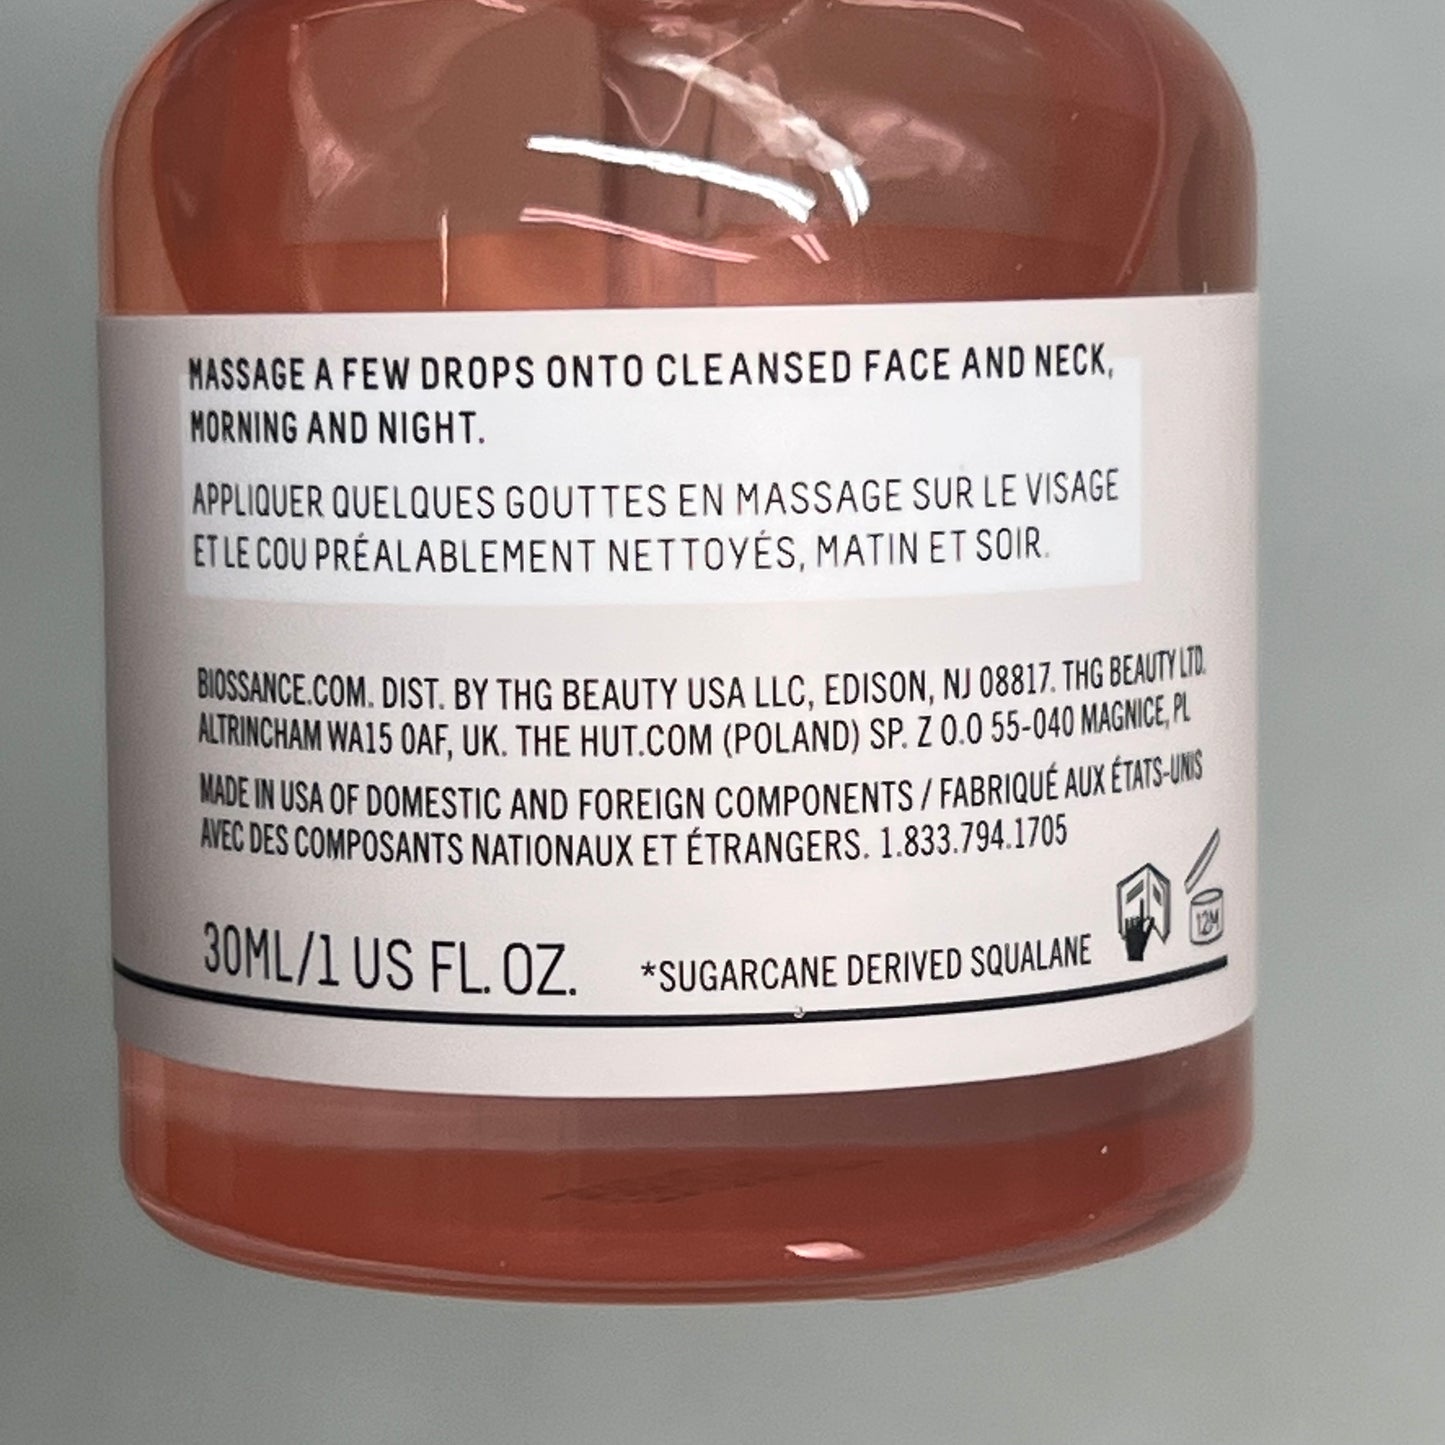 MASSAGE A FEW DROPS ONTO CLEANSED FACE AND NECK,
MORNING AND NIGHT.
APPLIQUER QUELQUES GOUTTES EN MASSAGE SUR LE VISAGE
ET LE COU PRÉALABLEMENT NETTOYÉS, MATIN ET SOIR.
BIOSSANCE.COM. DIST. BY THG BEAUTY USA LLC, EDISON, NJ 08817. THG BEAUTY LTD.
ALTRINCHAM WA15 0AF, UK. THE HUT.COM (POLAND) SP. Z O.O 55-040 MAGNICE, PL
MADE IN USA OF DOMESTIC AND FOREIGN COMPONENTS / FABRIQUÉ AUX ÉTATS-UNIS
AVEC DES COMPOSANTS NATIONAUX ET ÉTRANGERS. 1.833.794.1705
12M
30ML/1 US FL. OZ. *SUGARCANE DERIVED SQUALANE